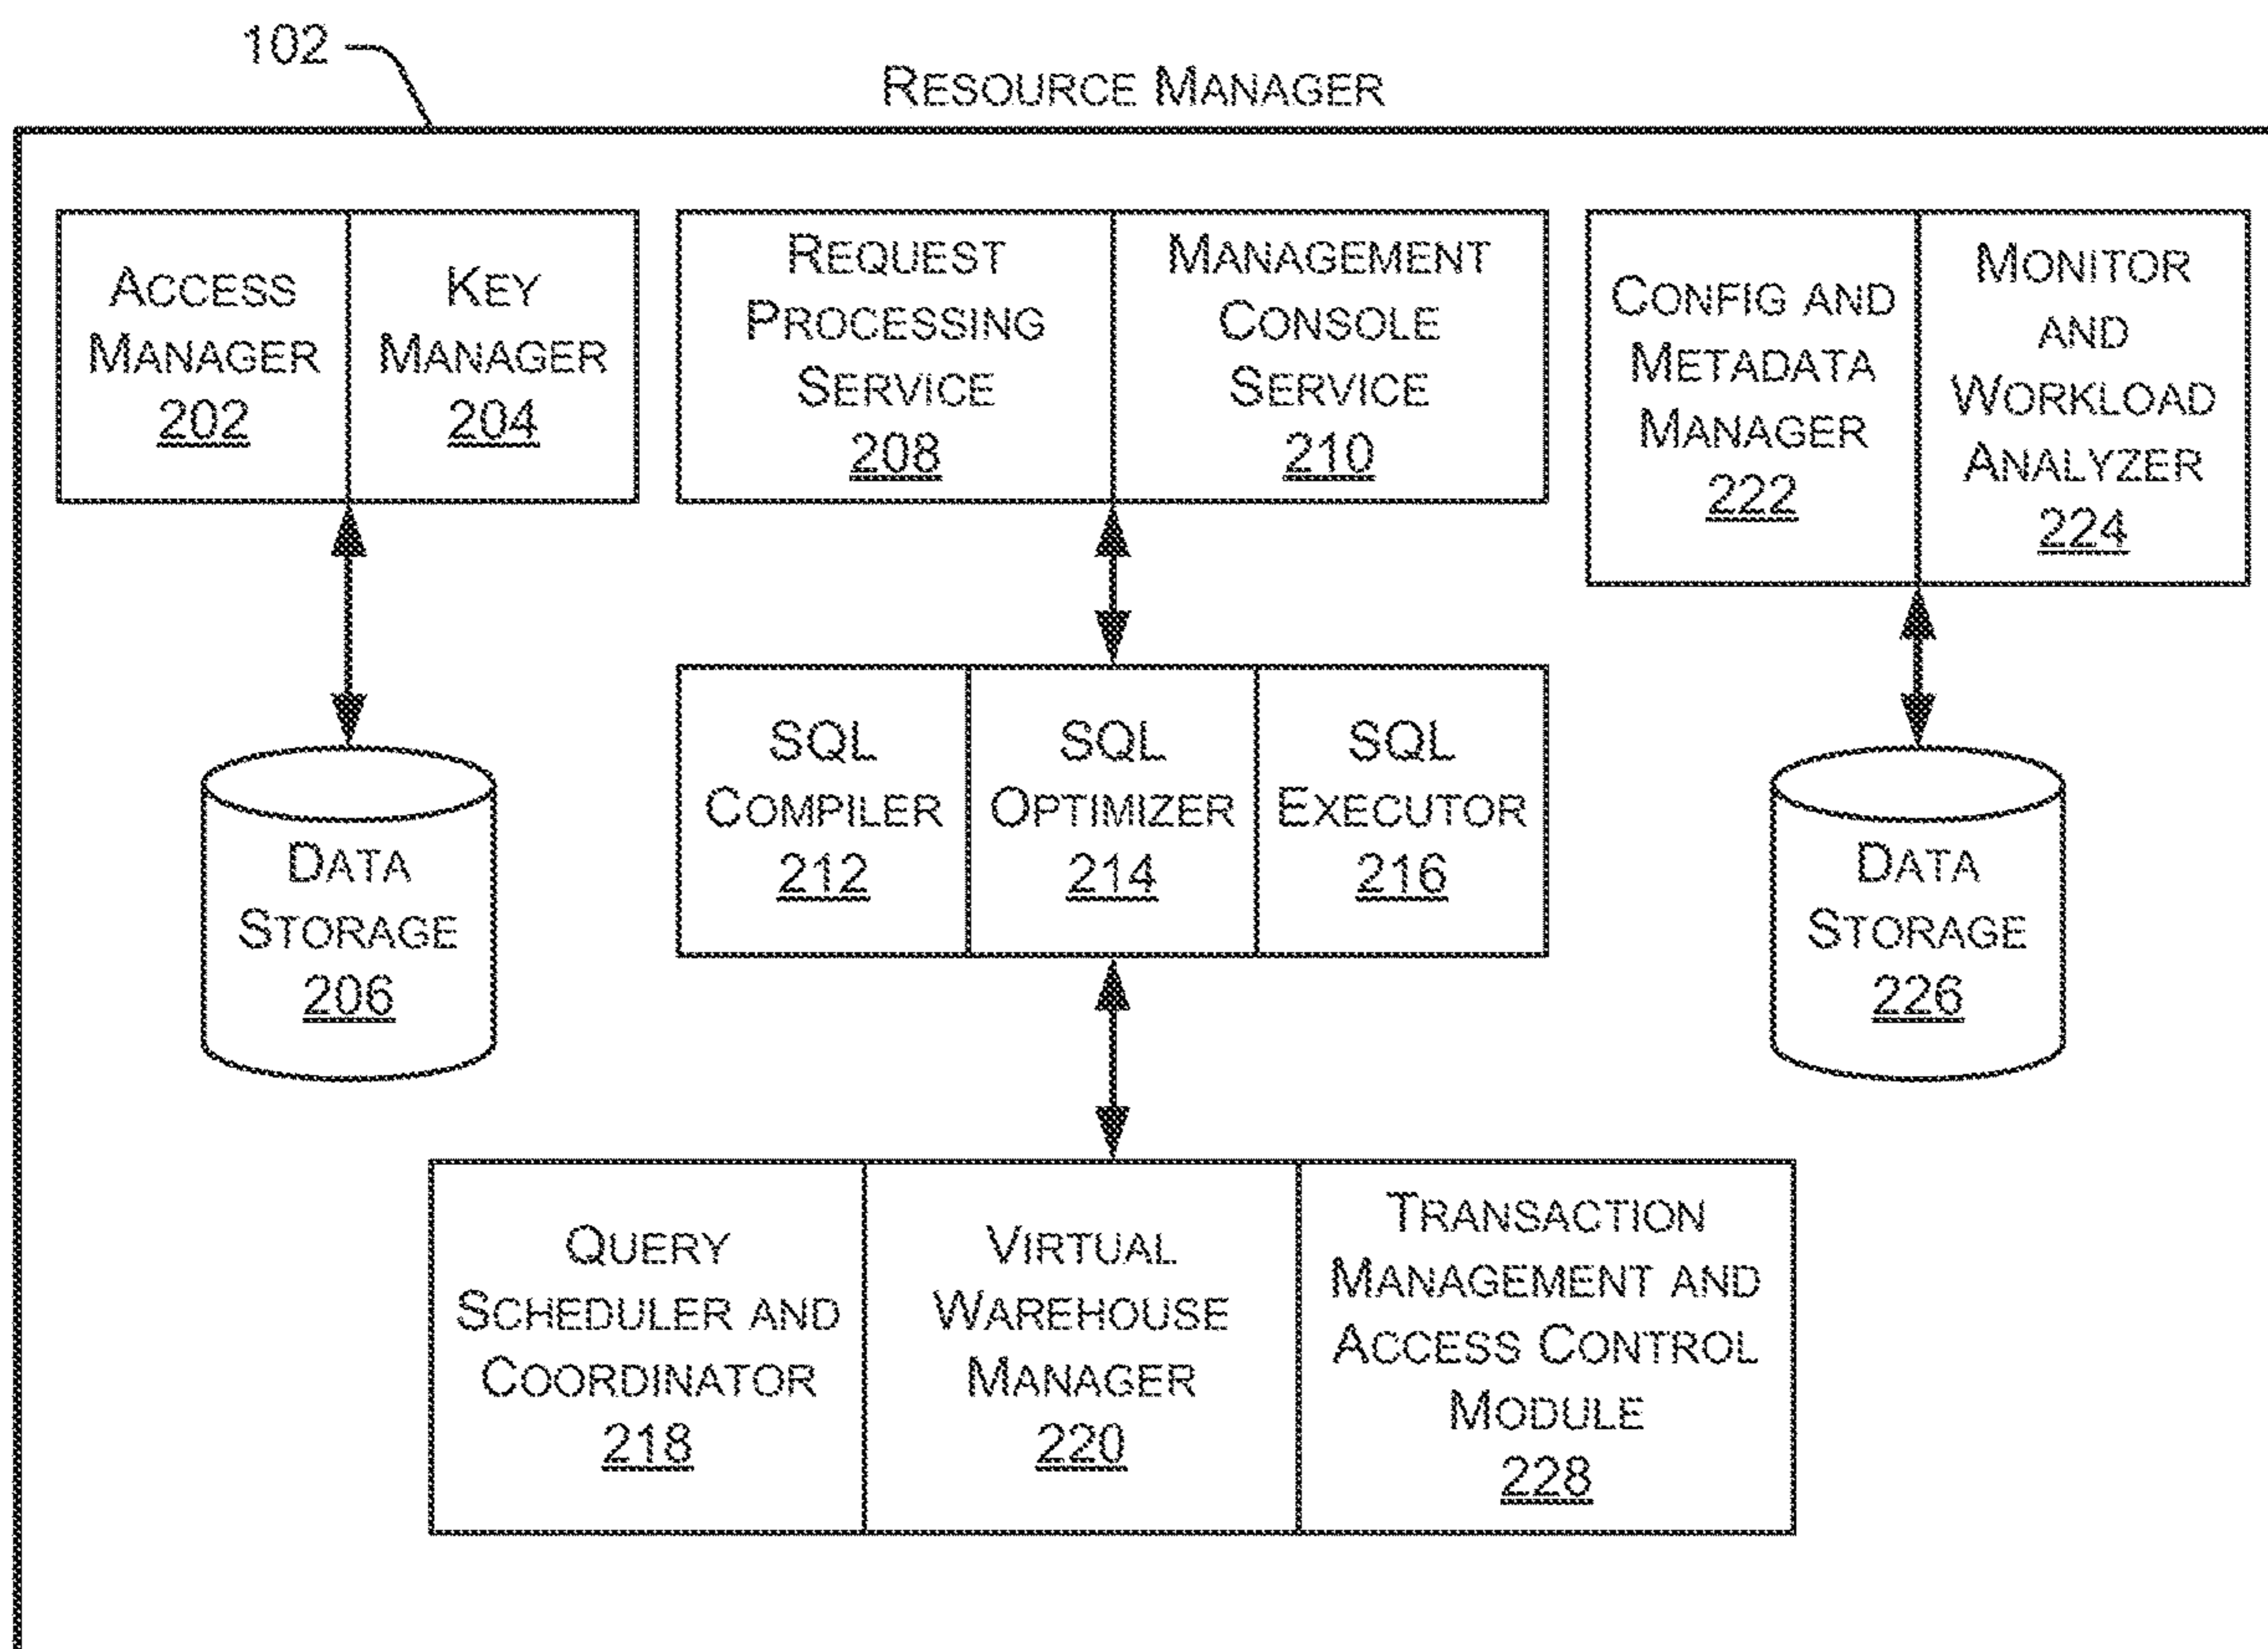 102
RESOURCE MANAGER
ACCESS
MANAGER
202
KEY
MANAGER
204
REQUEST
PROCESSING
SERVICE
208
MANAGEMENT
CONSOLE
SERVICE
210
CONFIG AND
METADATA
MANAGER
222
MONITOR
AND
WORKLOAD
ANALYZER
224
DATA
STORAGE
206
SQL
COMPILER
212
SQL
OPTIMIZER
214
SQL
EXECUTOR
216
DATA
STORAGE
226
QUERY
SCHEDULER AND
COORDINATOR
218
VIRTUAL
WAREHOUSE
MANAGER
220
TRANSACTION
MANAGEMENT AND
ACCESS CONTROL
MODULE
228